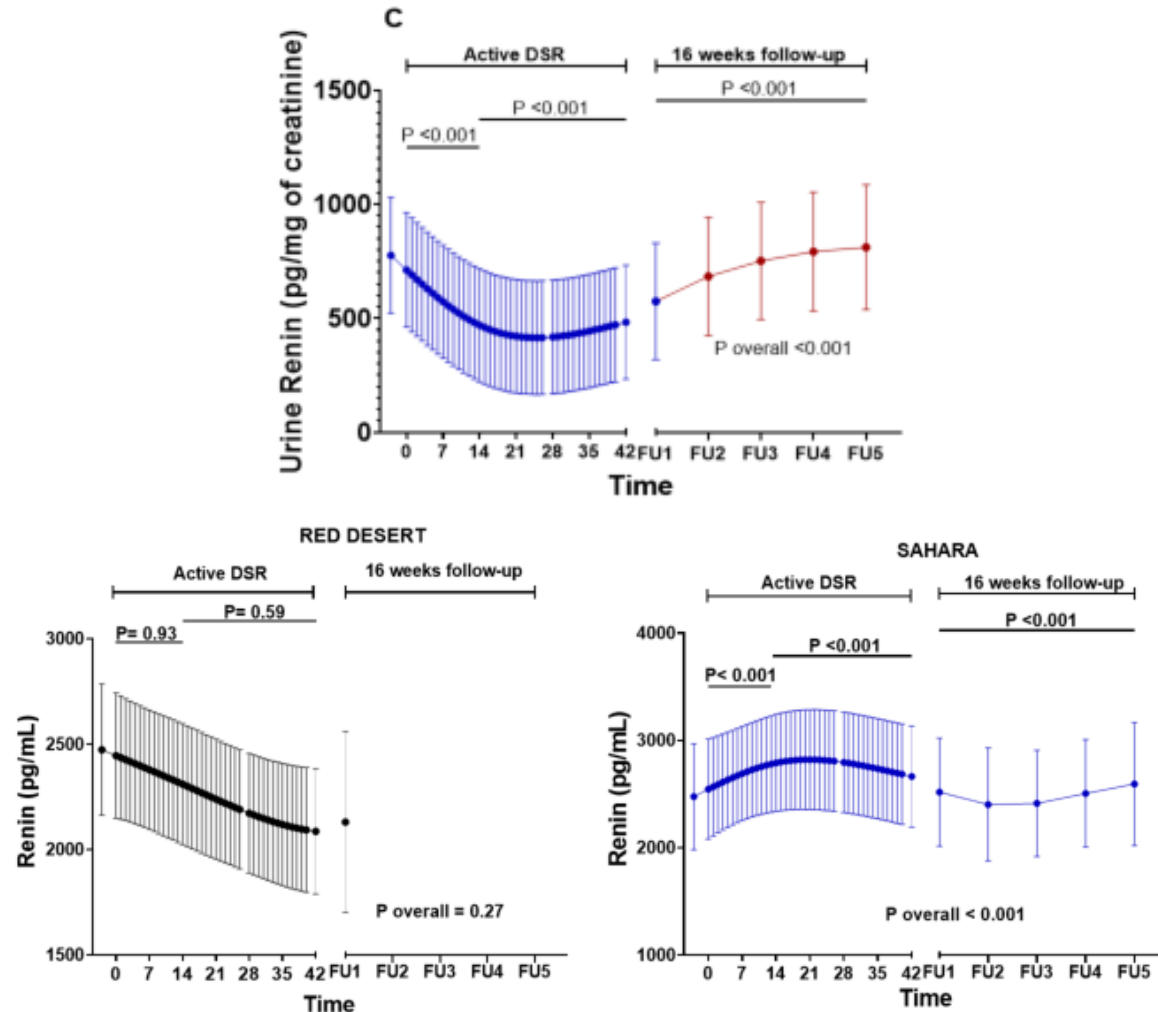 C
Active DSR
16 weeks follow-up
Urine Renin (pg/mg of creatinine)
1500
1000
500
0
P <0.001
P <0.001
P <0.001
P overall <0.001
0 7 14 21 28 35 42 FU1 FU2 FU3 FU4 FU5
Time
RED DESERT
Active DSR
16 weeks follow-up
P= 0.59
P= 0.93
Renin (pg/mL)
3000
2500
2000
1500
P overall = 0.27
0 7 14 21 28 35 42 FU1 FU2 FU3 FU4 FU5
Time
SAHARA
Active DSR
16 weeks follow-up
P <0.001
P <0.001
P< 0.001
Renin (pg/mL)
4000
3000
2000
1000
P overall < 0.001
0 7 14 21 28 35 42 FU1 FU2 FU3 FU4 FU5
Time